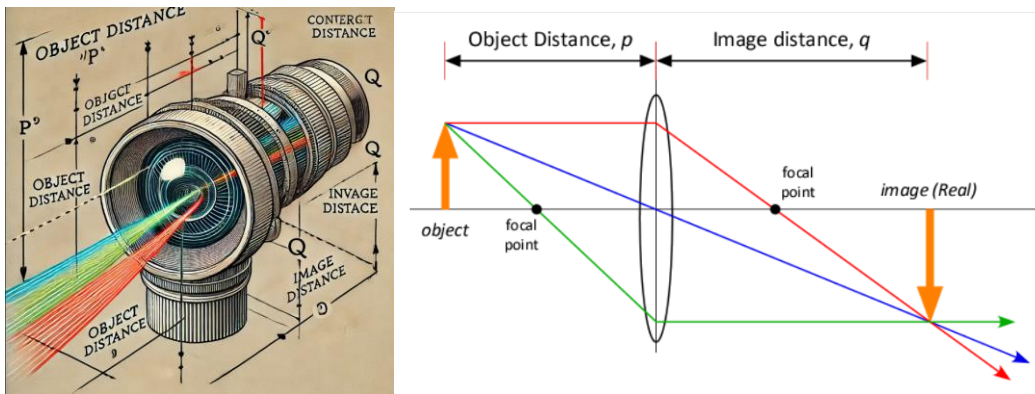 OBJECT DISTANCE
"P"
CONTERGT
DISTANCE
Q
OBJGCT
DISTANCE
Q
P
Q
OBJECT
DISTANCE
INVAGE
DISTACE
Q
IMAGE
DISTANCE
OBJECT
DISTANCE
Object Distance, p
Image distance, q
focal
point
image (Real)
object
focal
point